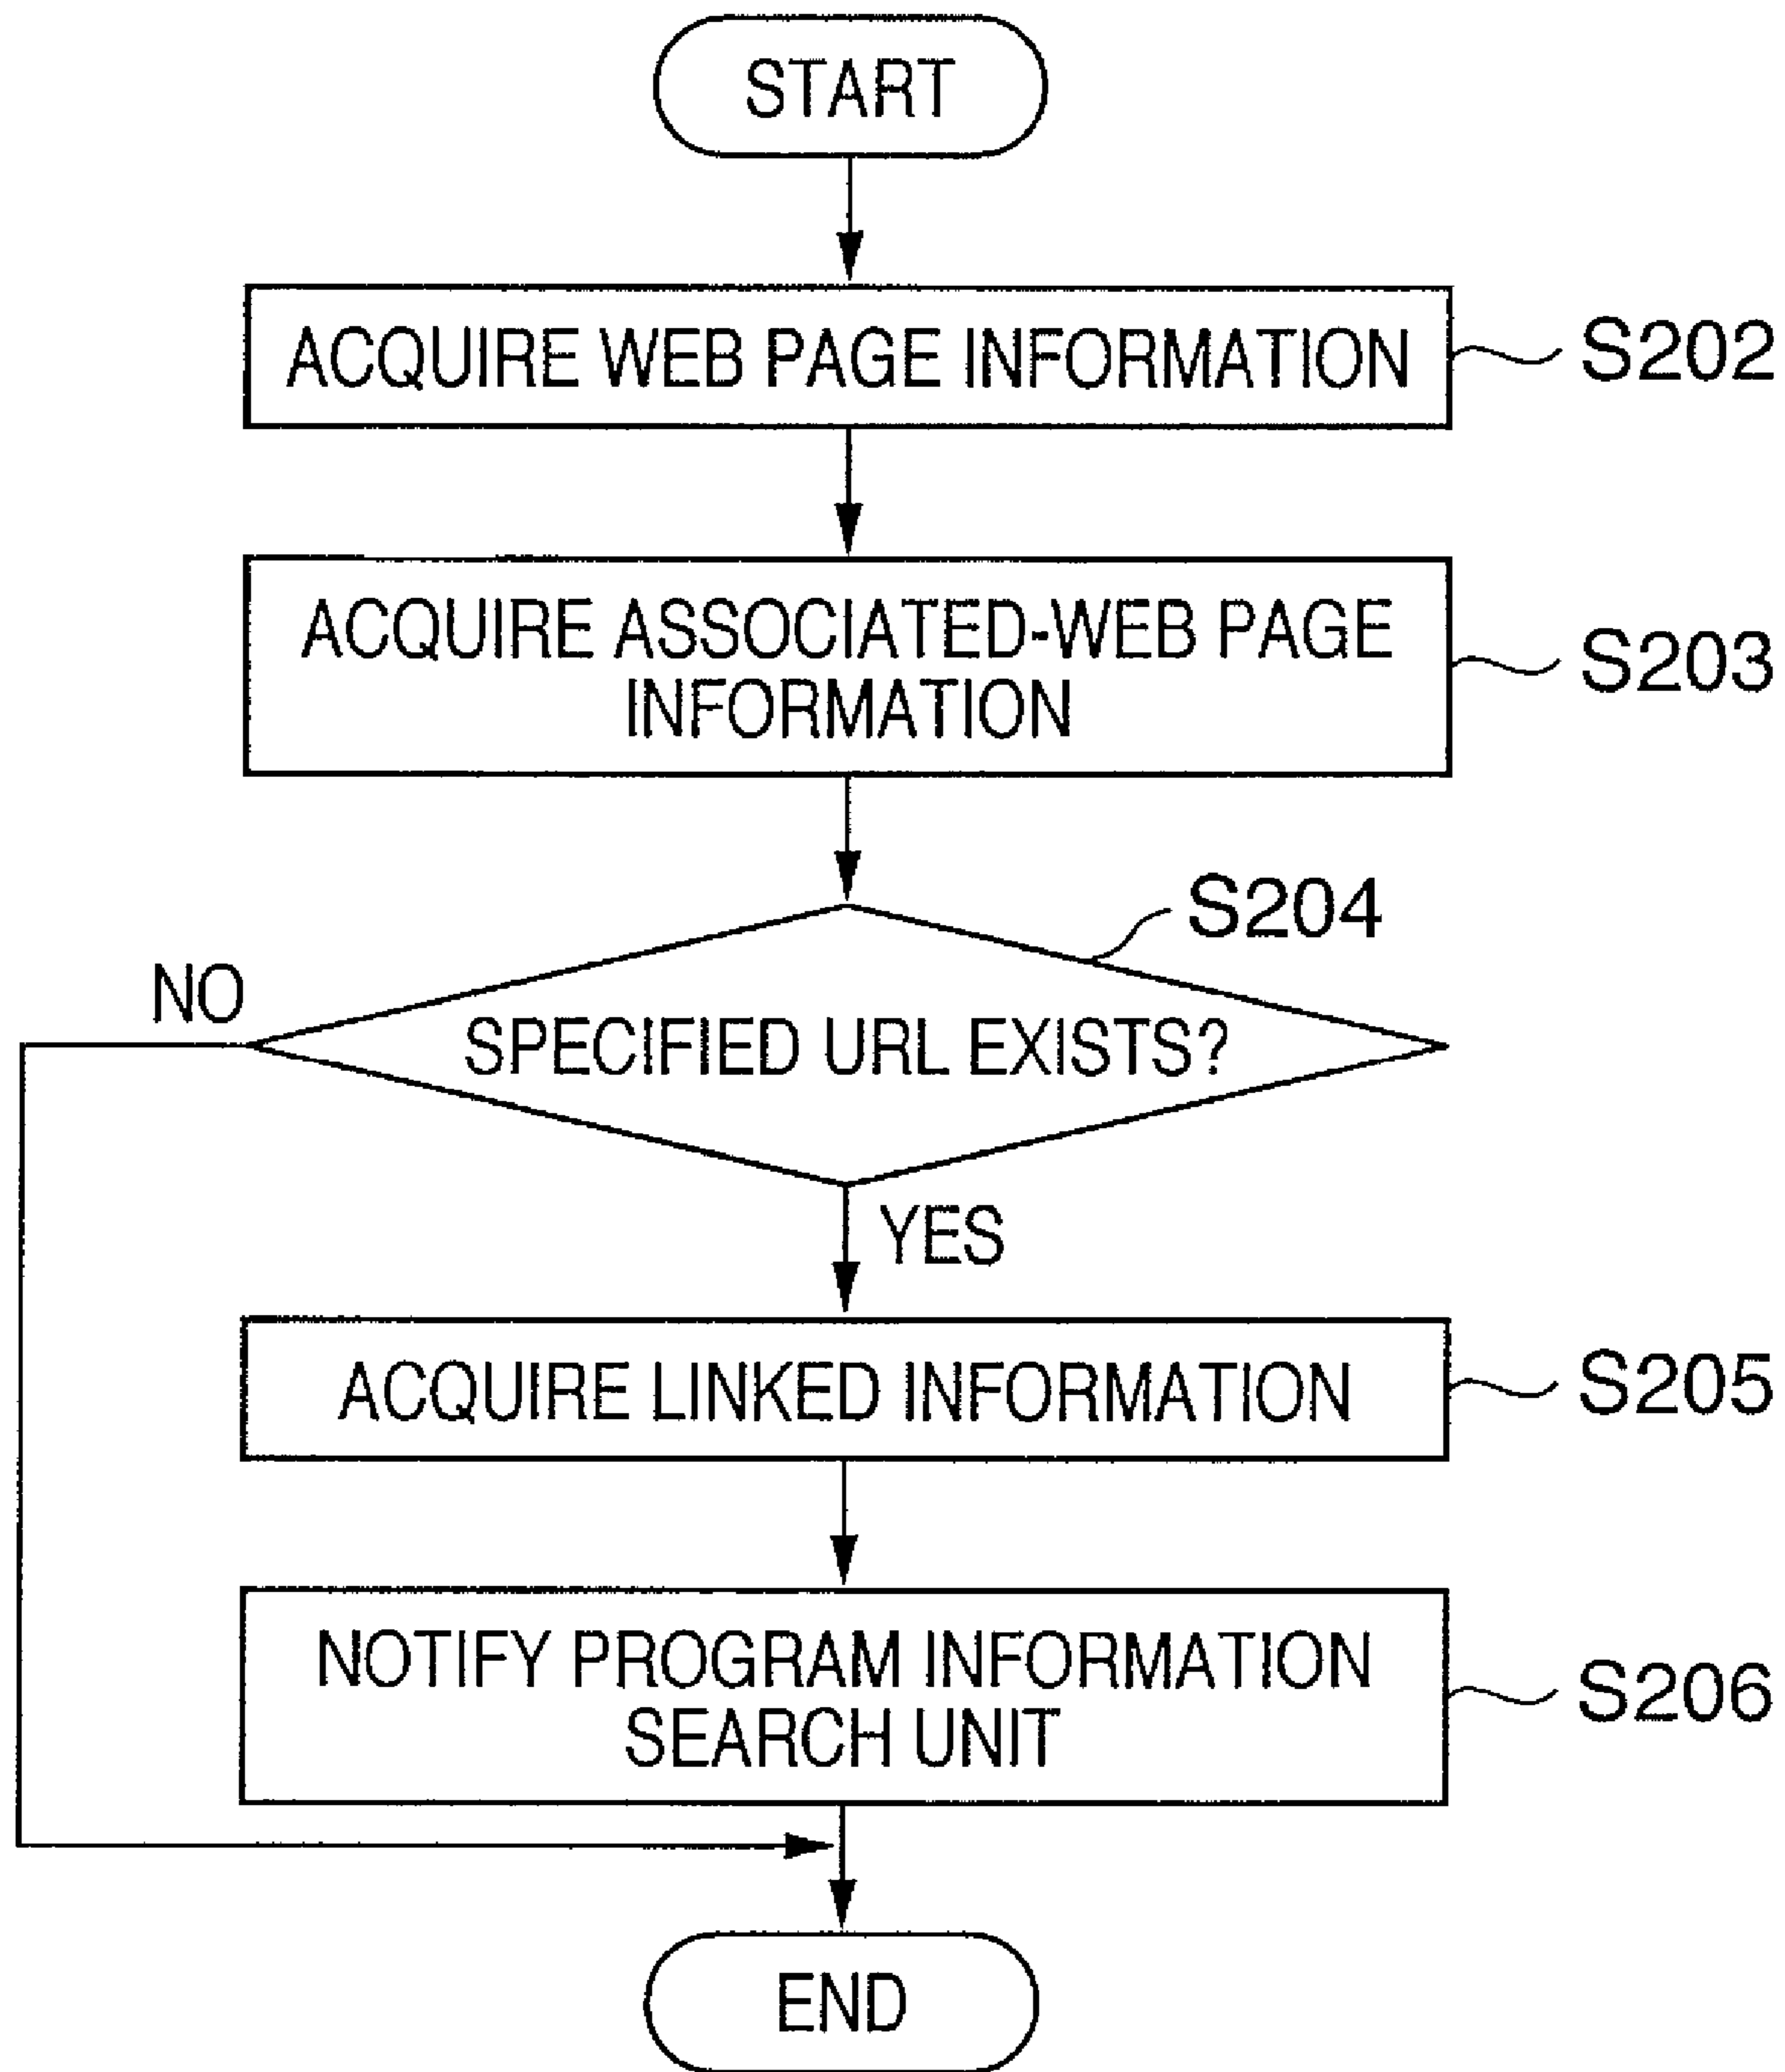 START
ACQUIRE WEB PAGE INFORMATION
S202
ACQUIRE ASSOCIATED-WEB PAGE
INFORMATION
S203
S204
NO
SPECIFIED URL EXISTS?
YES
ACQUIRE LINKED INFORMATION
S205
NOTIFY PROGRAM INFORMATION
SEARCH UNIT
S206
END